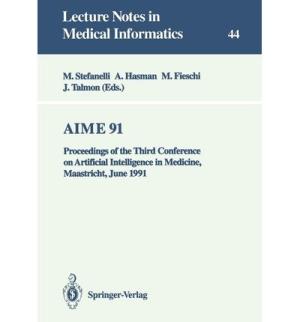 Lecture Notes in
Medical Informatics
44
M. Stefanelli A. Hasman M. Fieschi
J. Talmon (Eds.)
AIME 91
Proceedings of the Third Conference
on Artificial Intelligence in Medicine,
Maastricht, June 1991
Springer-Verlag